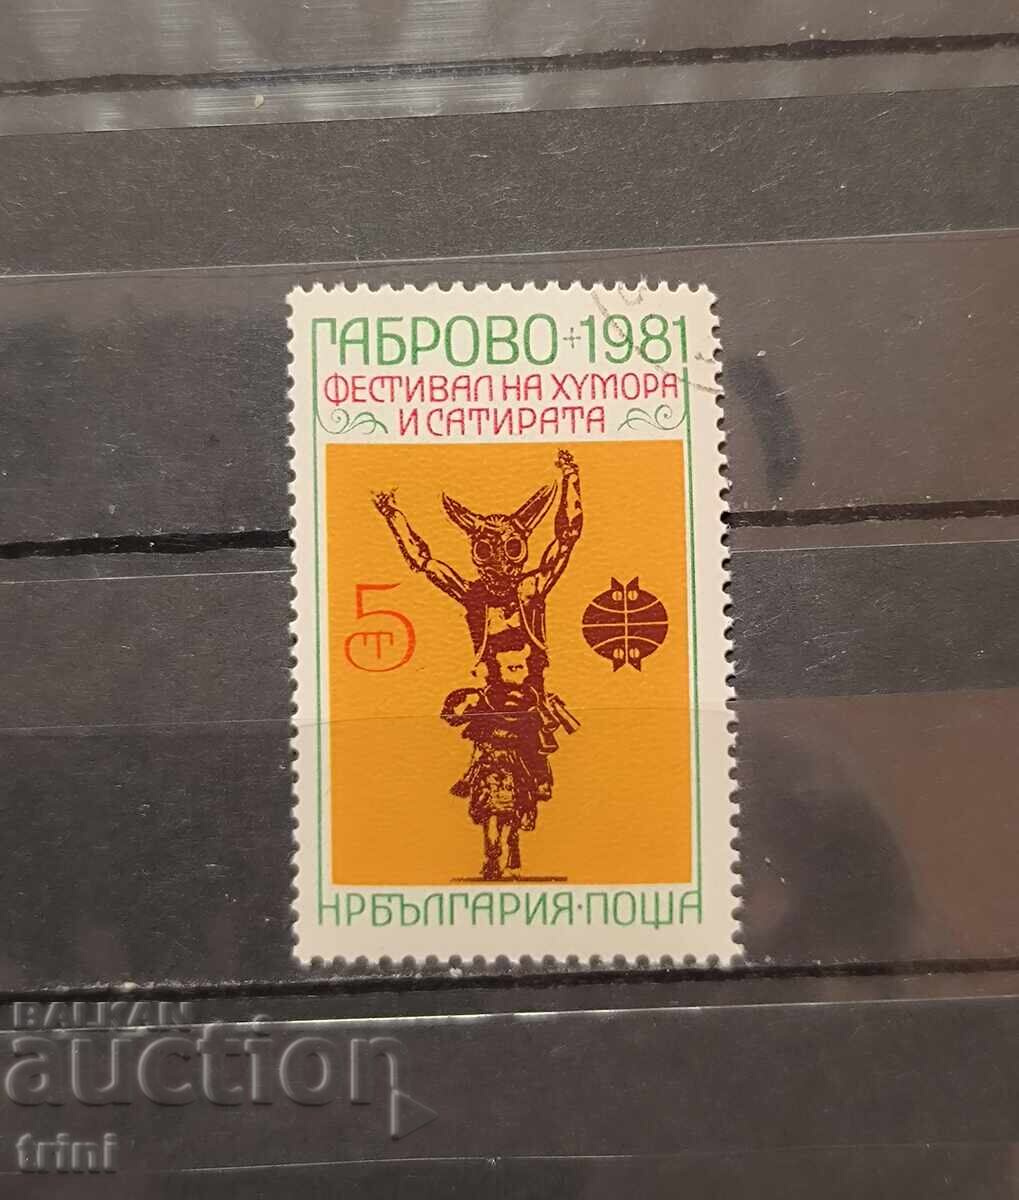 ГАБРОВО+1981
ФЕСТИВАЛ НА ХУМОРА
И САТИРАТА
5
СТ
НРБЪЛГАРИЯ·ПОЩА
BALKAN
auction
trini